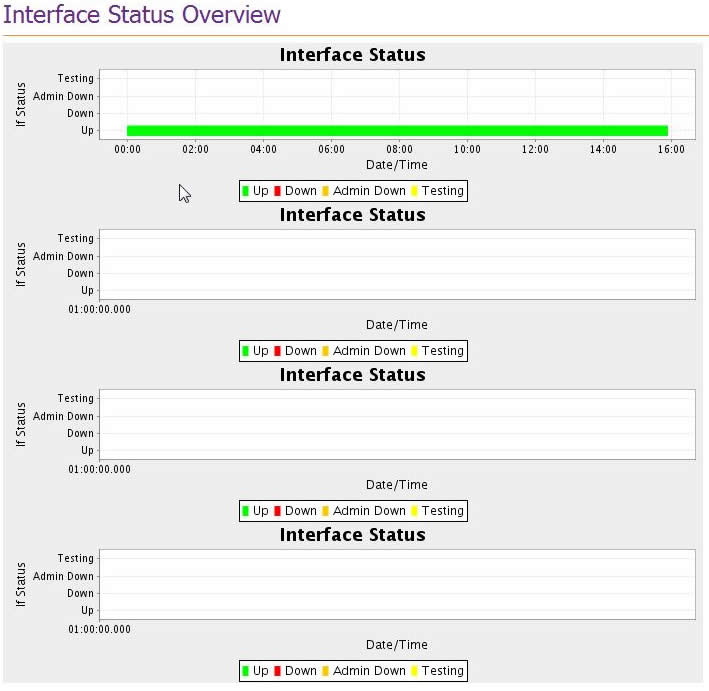 Interface Status Overview
Interface Status
If Status
Testing
Admin Down
Down
Up
00:00 02:00 04:00 06:00 08:00 10:00 12:00 14:00 16:00
Date/Time
Up Down Admin Down Testing
Interface Status
If Status
Testing
Admin Down
Down
Up
01:00:00.000
Date/Time
Up Down Admin Down Testing
Interface Status
If Status
Testing
Admin Down
Down
Up
01:00:00.000
Date/Time
Up Down Admin Down Testing
Interface Status
If Status
Testing
Admin Down
Down
Up
01:00:00.000
Date/Time
Up Down Admin Down Testing